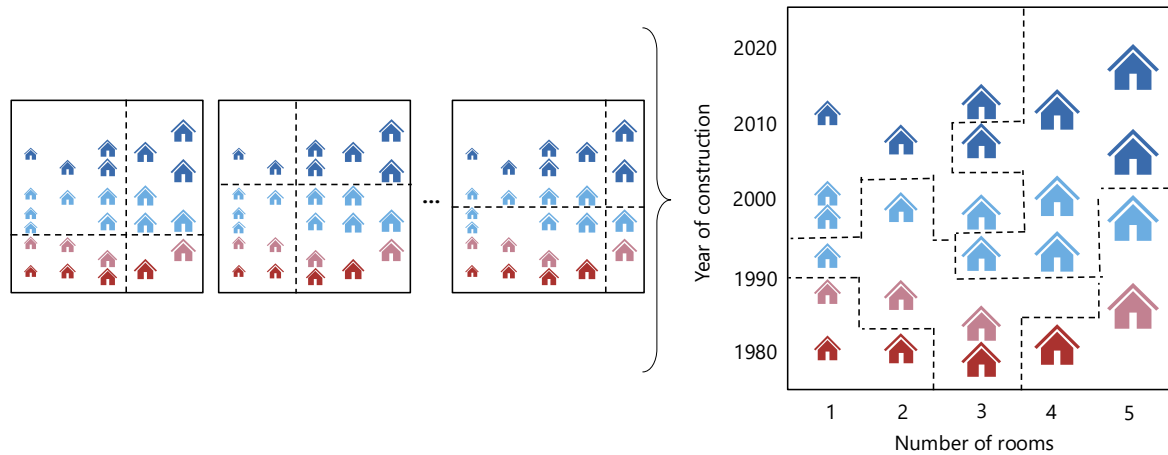 ...
Year of construction
2020
2010
2000
1990
1980
1 2 3 4 5
Number of rooms